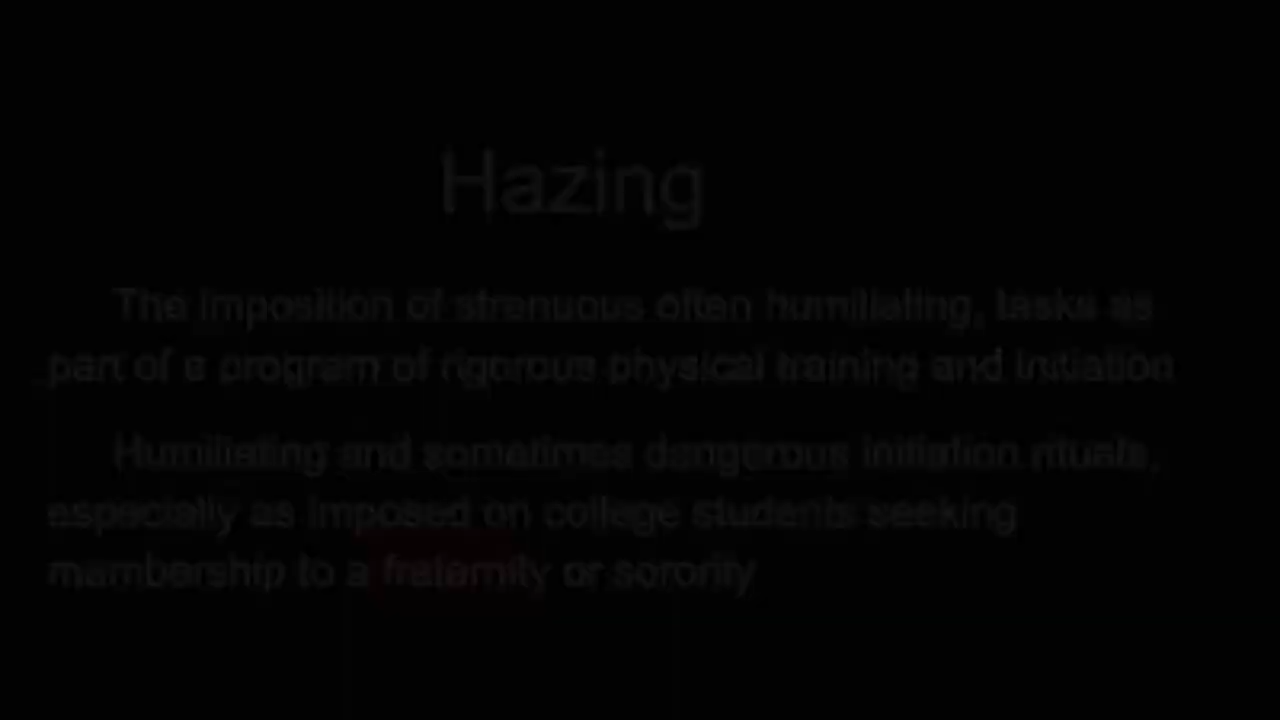 Hazing
The imposition of strenuous often humiliating, tasks as
part of a program of rigorous physical training and initiation
Humiliating and sometimes dangerous initiation rituals,
especially as imposed on college students seeking
membership to a fraternity or sorority